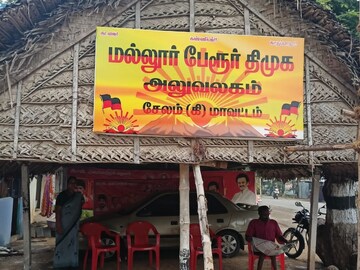 மல்லூர் பேரூர் திமுக
அலுவலகம்
சேலம் (கி) மாவட்டம்